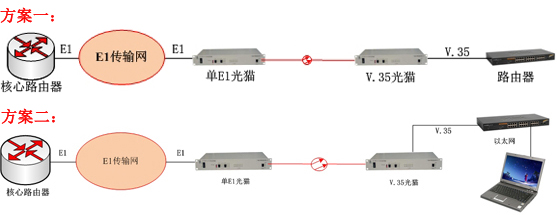 方案一:
E1
E1传输网
E1
V.35
核心路由器
单E1光猫
V.35光猫
路由器
方案二:
E1
E1传输网
E1
V.35
以太网
核心路由器
单E1光猫
V.35光猫